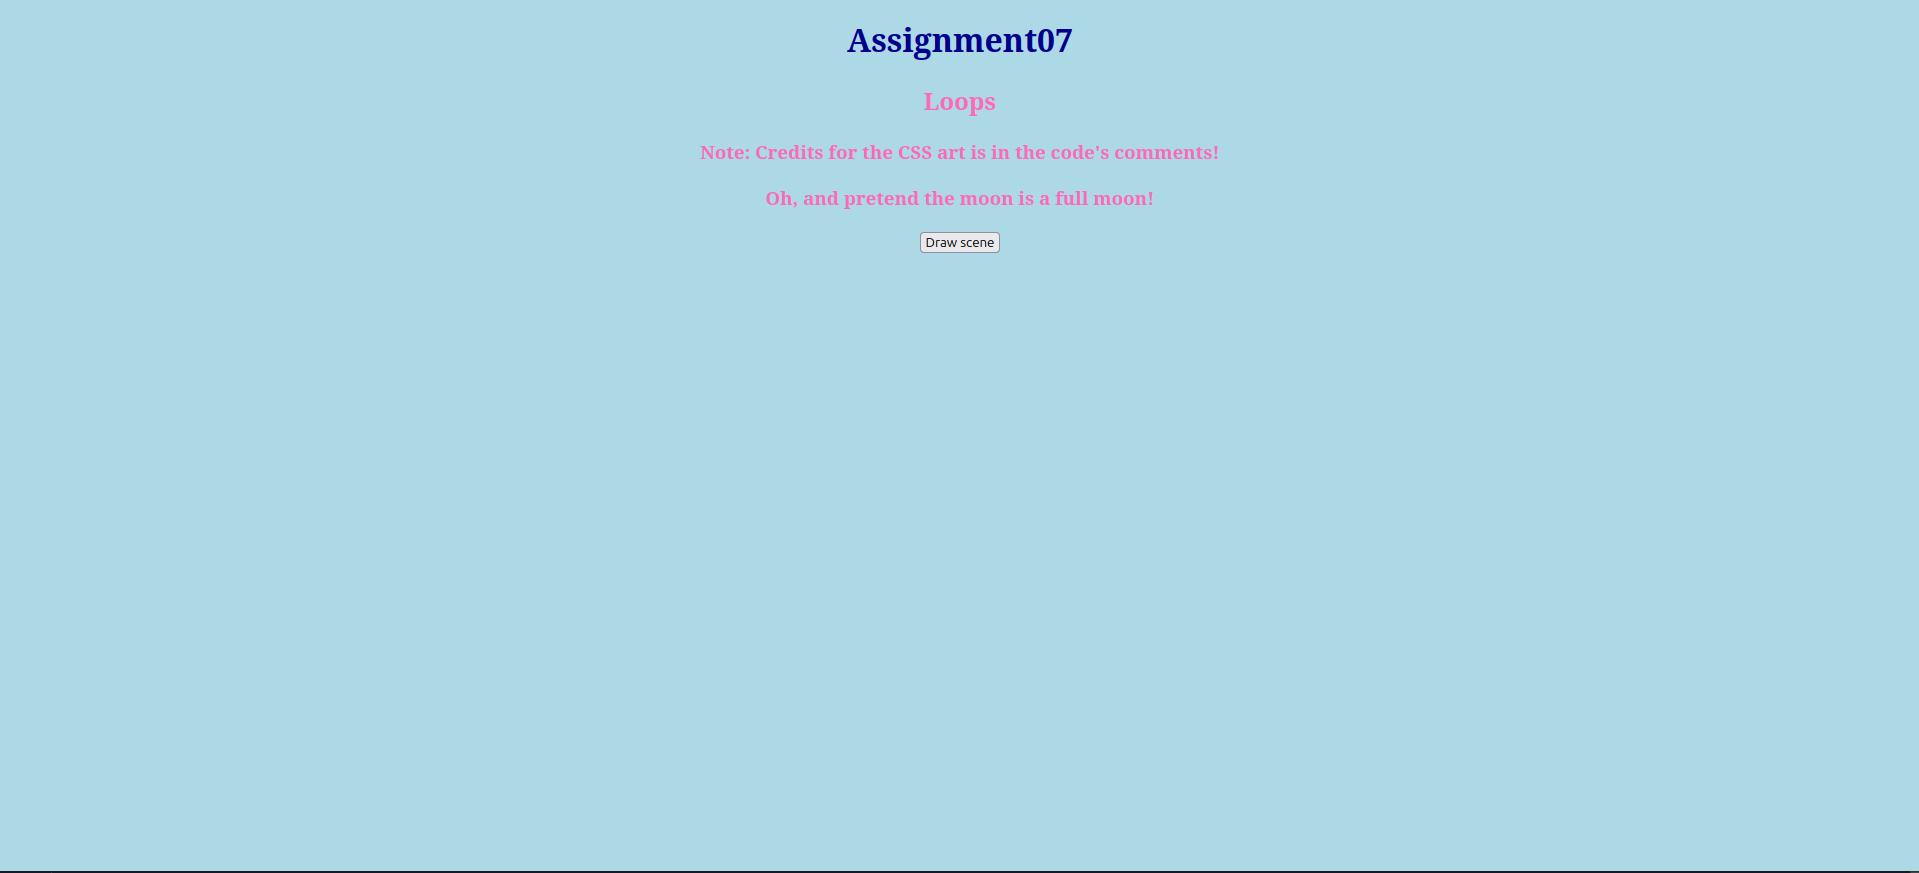 Assignment07
Loops
Note: Credits for the CSS art is in the code's comments!
Oh, and pretend the moon is a full moon!
Draw scene